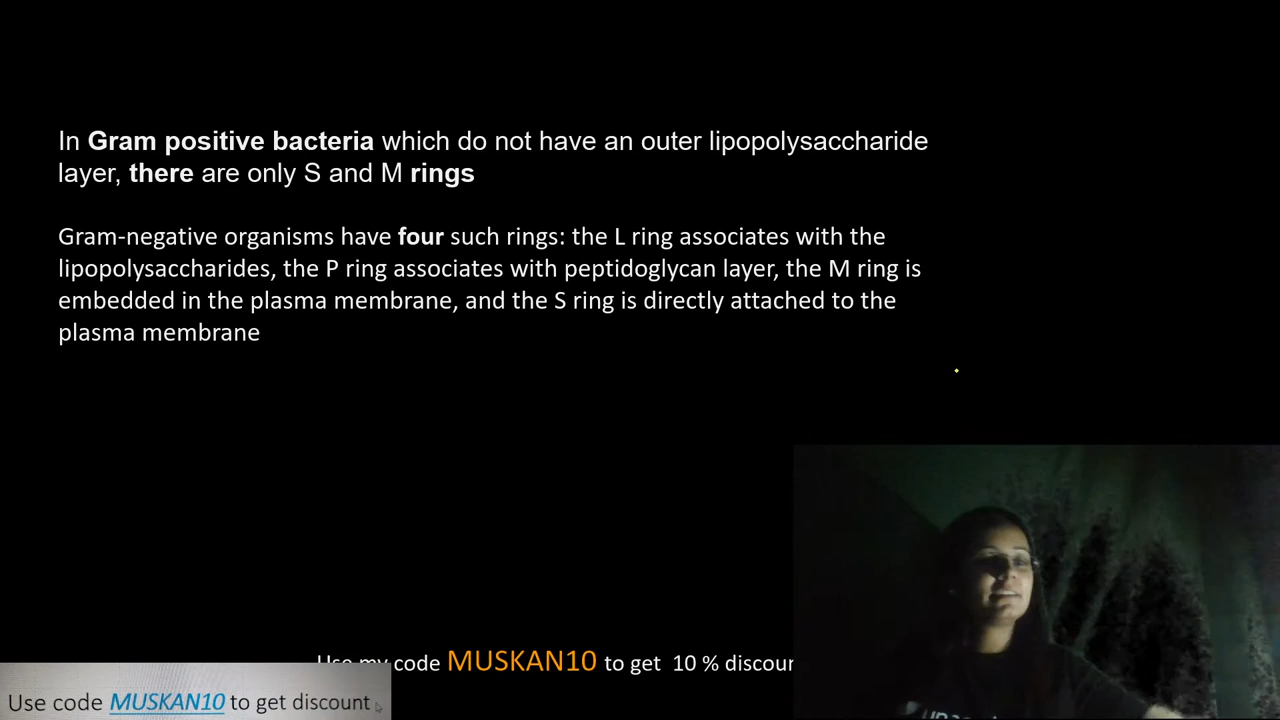 In Gram positive bacteria which do not have an outer lipopolysaccharide
layer, there are only S and M rings
Gram-negative organisms have four such rings: the L ring associates with the
lipopolysaccharides, the P ring associates with peptidoglycan layer, the M ring is
embedded in the plasma membrane, and the S ring is directly attached to the
plasma membrane
Use my code MUSKAN10 to get 10 % discour
Use code MUSKAN10 to get discount